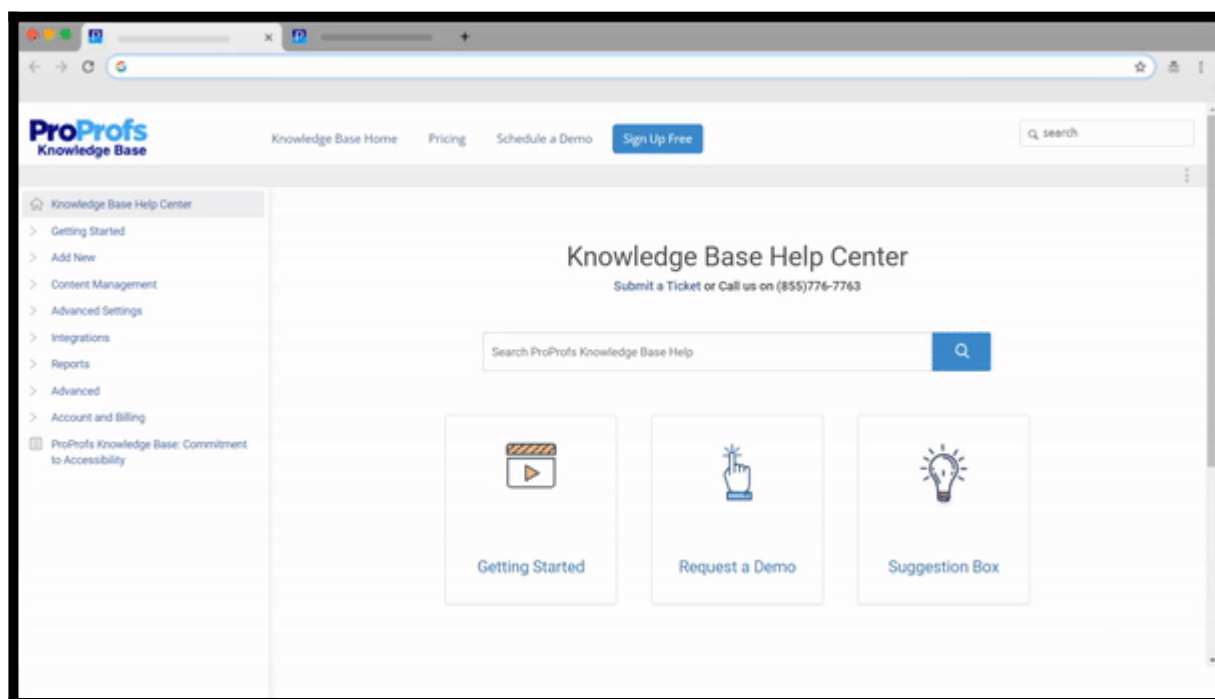 ProProfs
Knowledge Base
Knowledge Base Home
Pricing
Schedule a Demo
Sign Up Free
search
Knowledge Base Help Center
Getting Started
Add New
Content Management
Advanced Settings
Integrations
Reports
Advanced
Account and Billing
ProProfs Knowledge Base: Commitment
to Accessibility
Knowledge Base Help Center
Submit a Ticket or Call us on (855)776-7763
Search ProProfs Knowledge Base Help
Getting Started
Request a Demo
Suggestion Box